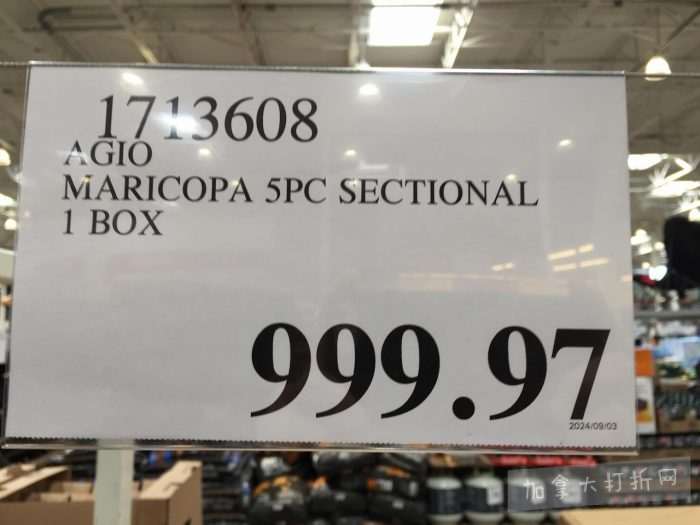 1713608
AGIO
MARICOPA 5PC SECTIONAL
1 BOX
999.97
2024/09/03
加拿大打折网